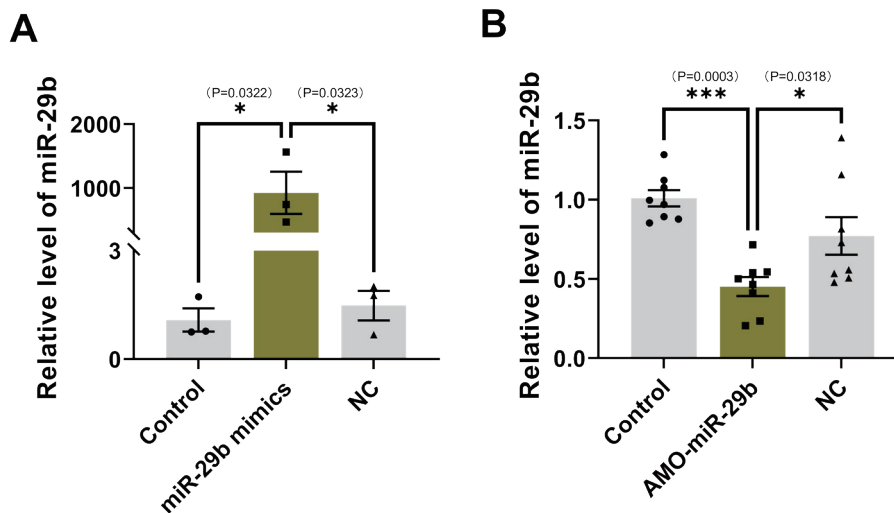 A
Relative level of miR-29b
(P=0.0322)
(P=0.0323)
*
*
2000
1000
3
0
Control
miR-29b mimics
NC
B
Relative level of miR-29b
(P=0.0003)
(P=0.0318)
***
*
1.5
1.0
0.5
0.0
Control
AMO-miR-29b
NC